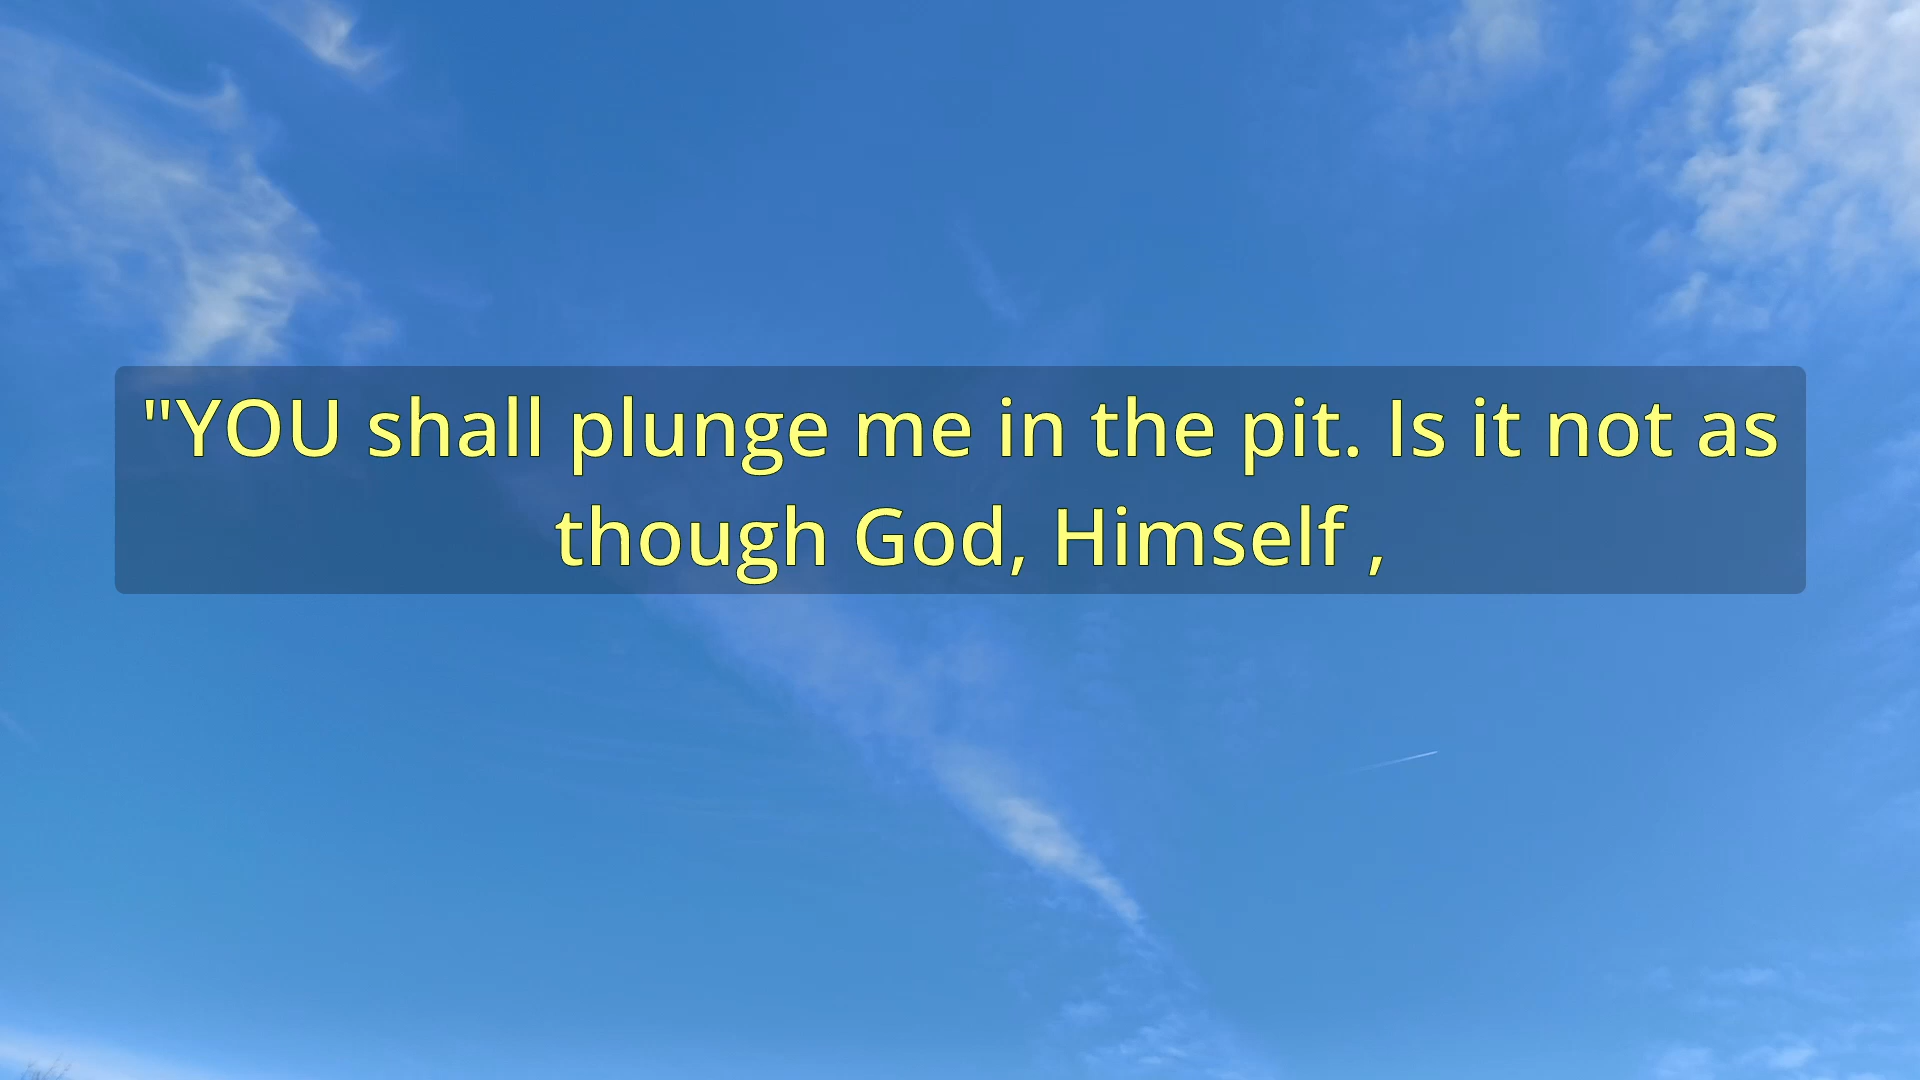 "YOU shall plunge me in the pit. Is it not as
though God, Himself ,